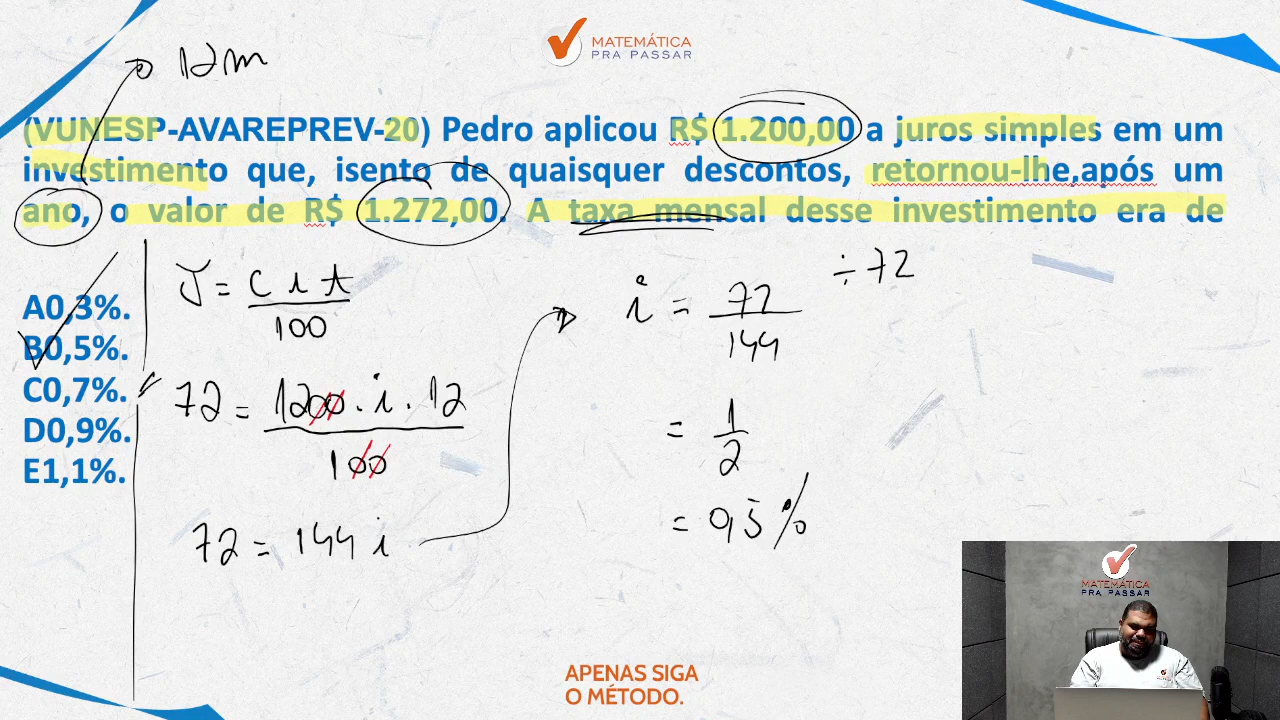 12m
MATEMÁTICA
PRA PASSAR
(VUNESP-AVAREPREV-20) Pedro aplicou R$ 1.200,00 a juros simples em um
investimento que, isento de quaisquer descontos, retornou-lhe,após um
ano, o valor de R$ 1.272,00. A taxa mensal desse investimento era de
A0,3%.
B0,5%.
C0,7%.
D0,9%.
E1,1%.
J = c i t
100
72 = 1200 . i . 12
100
72 = 144 i
i = 72
144
÷72
= 1
2
= 0,5 %
MATEMÁTICA
PRA PASSAR
APENAS SIGA
O MÉTODO.